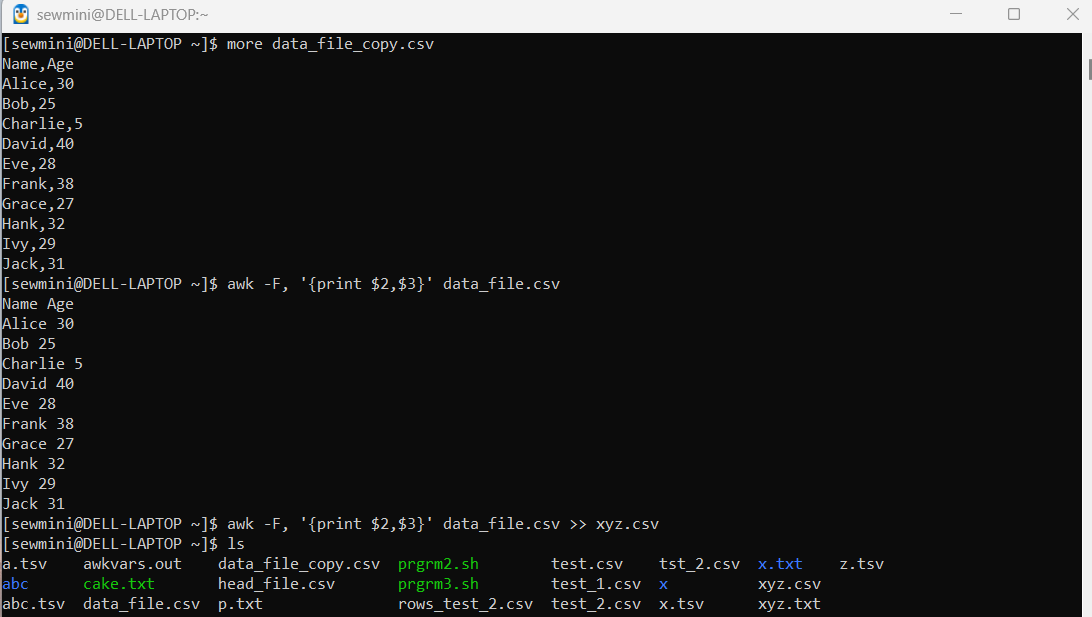 sewmini@DELL-LAPTOP:~
[sewmini@DELL-LAPTOP ~]$ more data_file_copy.csv
Name,Age
Alice,30
Bob,25
Charlie,5
David,40
Eve,28
Frank,38
Grace,27
Hank,32
Ivy,29
Jack,31
[sewmini@DELL-LAPTOP ~]$ awk -F, '{print $2,$3}' data_file.csv
Name Age
Alice 30
Bob 25
Charlie 5
David 40
Eve 28
Frank 38
Grace 27
Hank 32
Ivy 29
Jack 31
[sewmini@DELL-LAPTOP ~]$ awk -F, '{print $2,$3}' data_file.csv >> xyz.csv
[sewmini@DELL-LAPTOP ~]$ ls
a.tsv    awkvars.out    data_file_copy.csv  prgrm2.sh        test.csv    tst_2.csv  x.txt    z.tsv
abc      cake.txt       head_file.csv       prgrm3.sh        test_1.csv  x          xyz.csv
abc.tsv  data_file.csv  p.txt               rows_test_2.csv  test_2.csv  x.tsv      xyz.txt